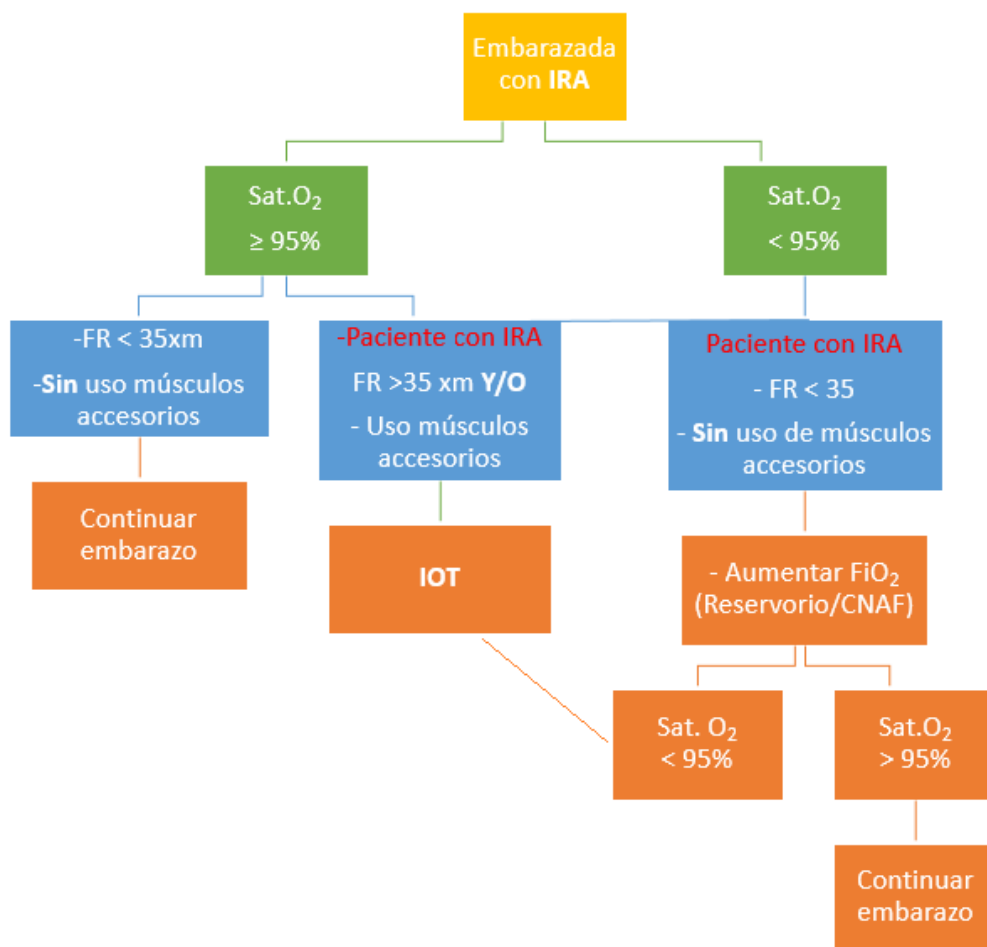 Embarazada
con IRA
Sat.O₂
≥ 95%
Sat.O₂
< 95%
-FR < 35xm
-Sin uso músculos
accesorios
-Paciente con IRA
FR >35 xm Y/O
- Uso músculos
accesorios
Paciente con IRA
- FR < 35
- Sin uso de músculos
accesorios
Continuar
embarazo
IOT
- Aumentar FiO₂
(Reservorio/CNAF)
Sat. O₂
< 95%
Sat.O₂
> 95%
Continuar
embarazo